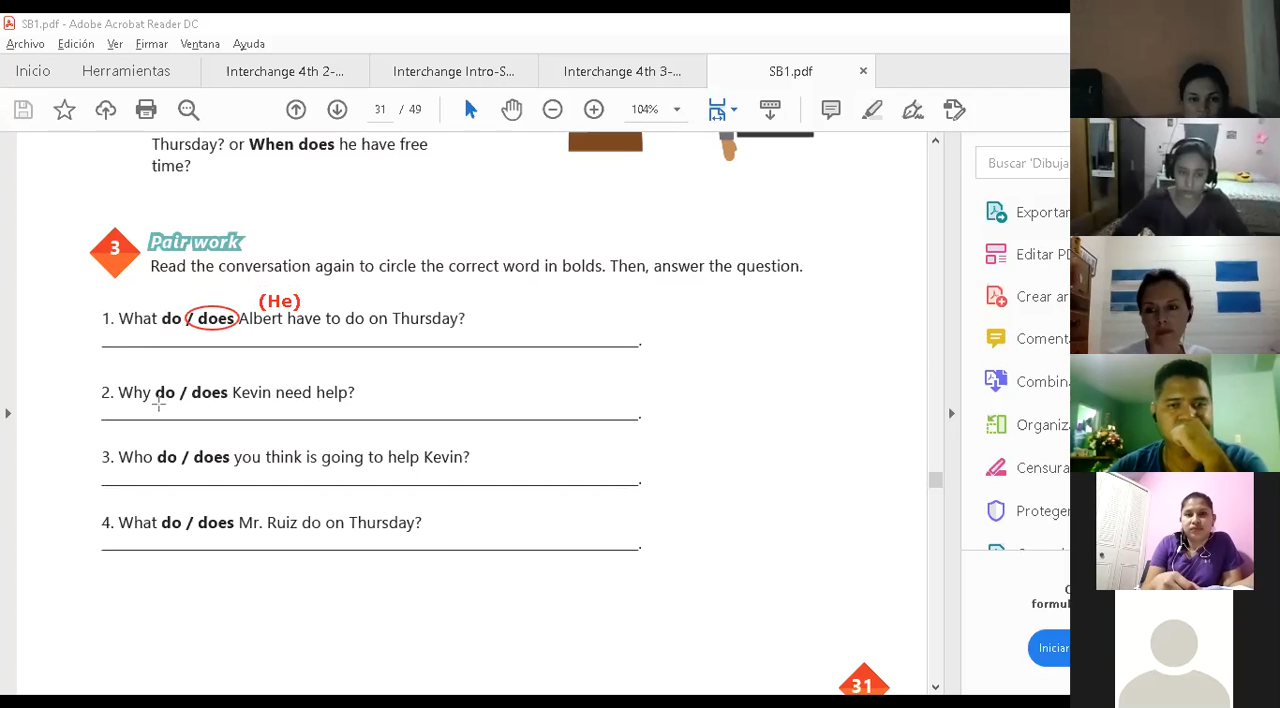 SB1.pdf - Adobe Acrobat Reader DC
Archivo Edición Ver Firmar Ventana Ayuda
Inicio Herramientas Interchange 4th 2-... Interchange Intro-S... Interchange 4th 3-... SB1.pdf
31 / 49 104%
Thursday? or When does he have free
time?
3 Pair work
Read the conversation again to circle the correct word in bolds. Then, answer the question.
(He)
1. What do / does Albert have to do on Thursday?
2. Why do / does Kevin need help?
3. Who do / does you think is going to help Kevin?
4. What do / does Mr. Ruiz do on Thursday?
31
Buscar 'Dibuja
Exportar
Editar PD
Crear ar
Comenta
Combin
Organiz
Censura
Proteger
formu
Iniciar